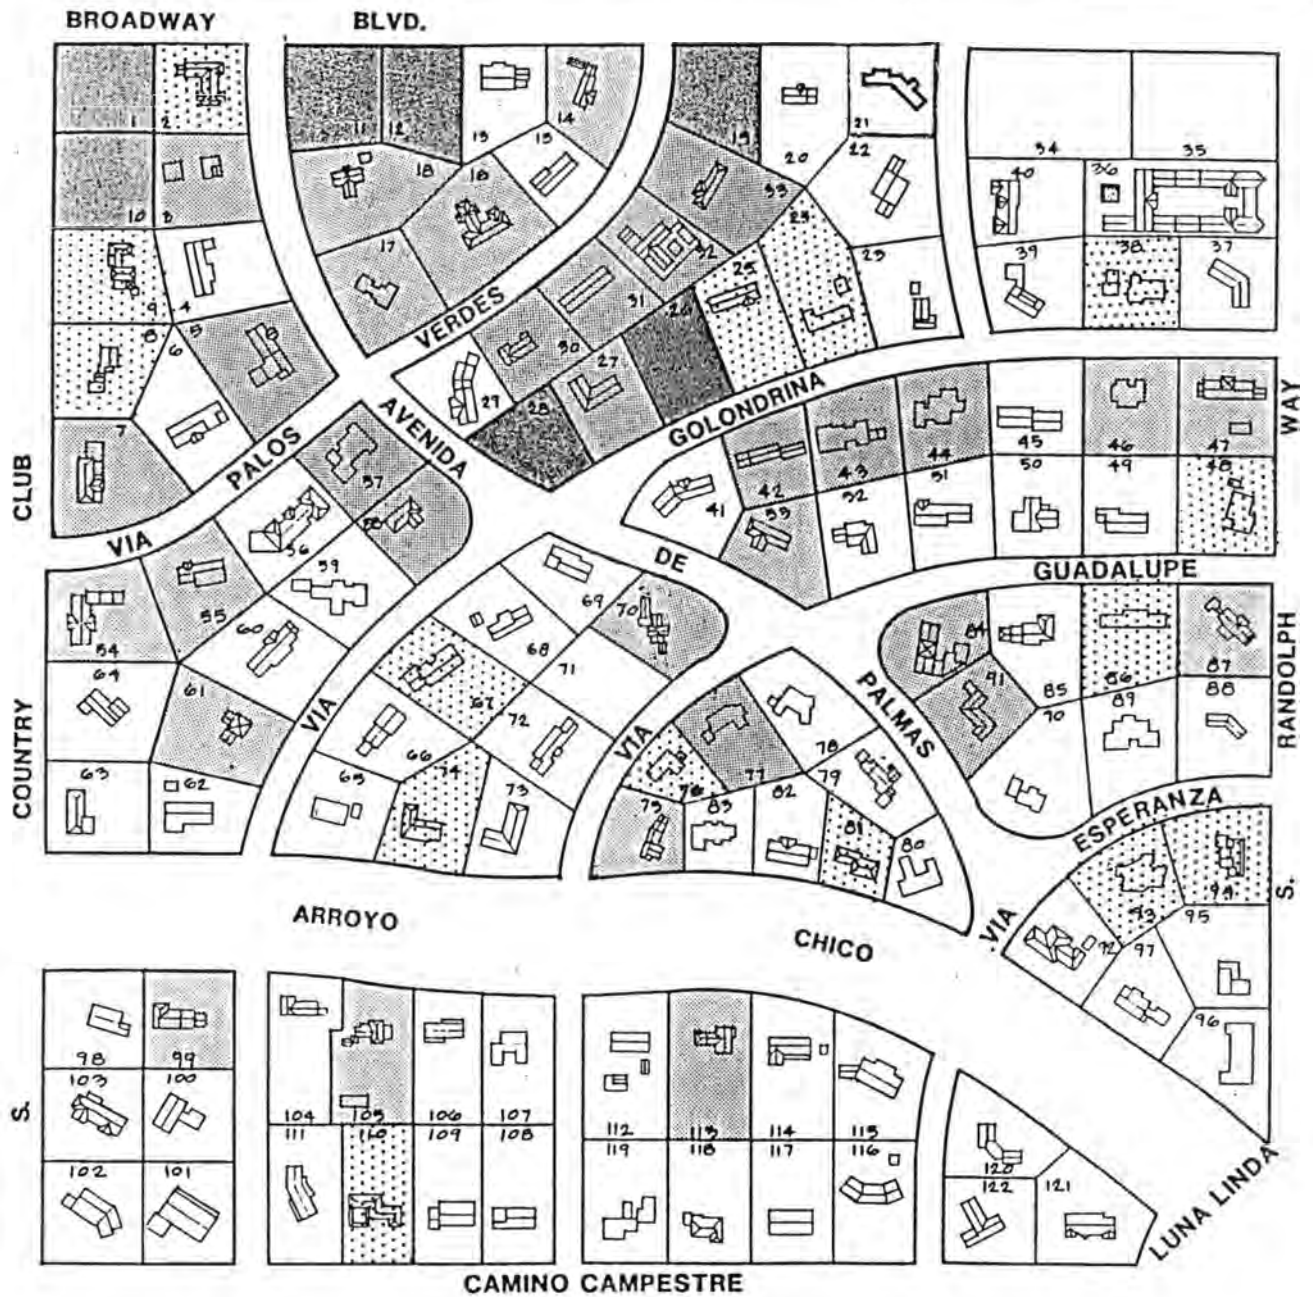 BROADWAY BLVD.
1 2 11 12 13 14 19 20 21
10 3 18 16 15 33 22 34 35
40 36
9 4 17 32 25 23 23 39 38 37
8 6 5 VERDES 31 26
30 27
7 29 28 GOLONDRINA
PALOS AVENIDA
CLUB VIA 57 58 56 42 43 44 45 46 47 WAY
41 53 52 51 50 49 48
DE GUADALUPE
54 55 59 60 69 70 84 87 RANDOLPH
64 61 68 71 91 85 86 88
COUNTRY VIA 67 72 VIA PALMAS 70 89
63 62 65 66 74 73 76 77 78 79
75 83 82 81 80 ESPERANZA
93 94 S.
ARROYO CHICO VIA 92 97 95
96
98 99
S. 103 100 104 105 106 107 112 113 114 115
111 110 109 108 119 118 117 116 120
102 101 122 121
LUNA LINDA
CAMINO CAMPESTRE